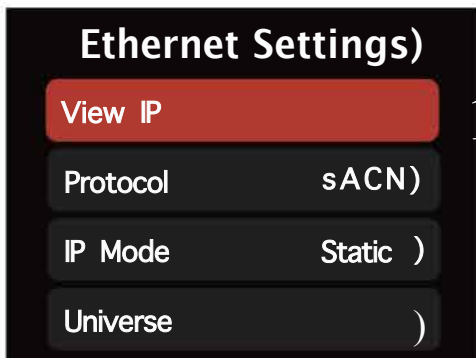 Ethernet Settings)
View IP
Protocol sACN)
IP Mode Static )
Universe )